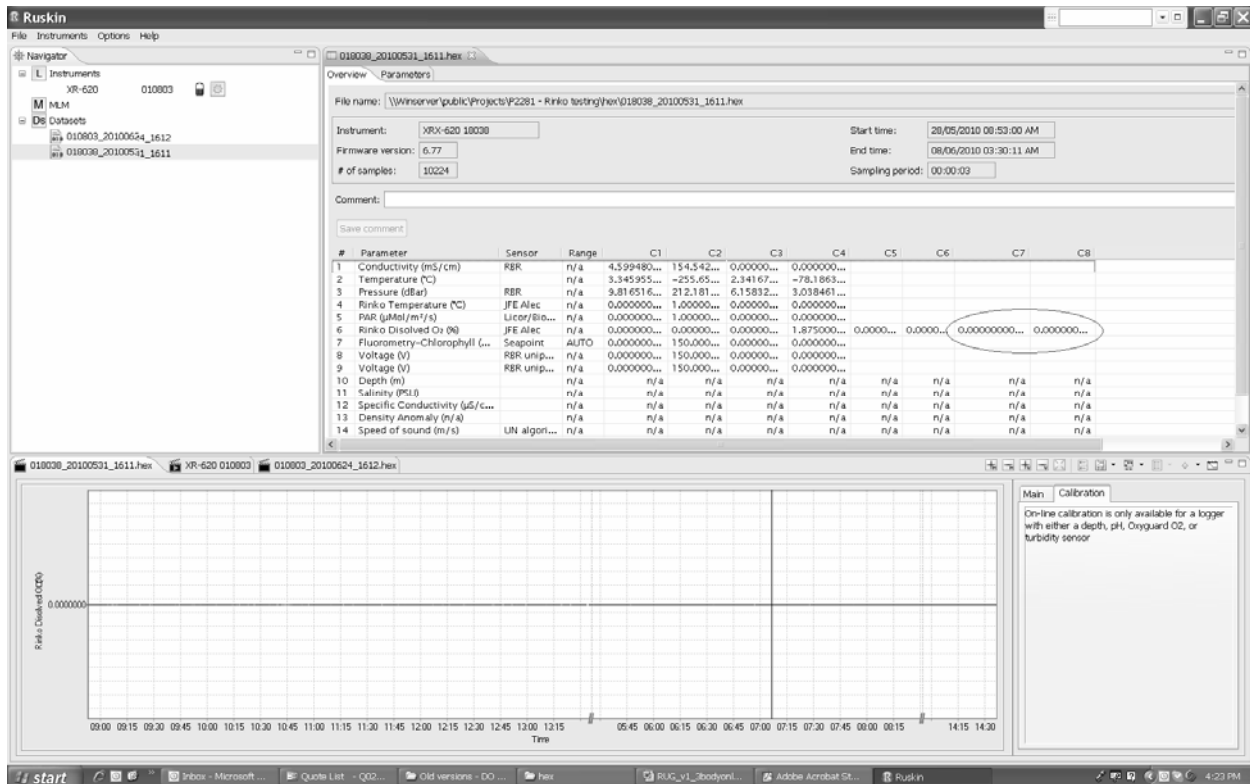 Ruskin
File Instruments Options Help
Navigator
L Instruments
XR-620 010803
M MLM
Ds Datasets
010803_20100624_1612
018038_20100531_1611
018038_20100531_1611.hex
Overview Parameters
File name: \\Winserver\public\Projects\P2281 - Rinko testing\hex\018038_20100531_1611.hex
Instrument: XRX-620 18038 Start time: 28/05/2010 08:53:00 AM
Firmware version: 6.77 End time: 08/06/2010 03:30:11 AM
# of samples: 10224 Sampling period: 00:00:03
Comment:
Save comment
# Parameter Sensor Range C1 C2 C3 C4 C5 C6 C7 C8
1 Conductivity (mS/cm) RBR n/a 4.599480... 154.542... 0.00000... 0.000000...
2 Temperature (°C) n/a 3.345955... -255.65... 2.34167... -78.1863...
3 Pressure (dBar) RBR n/a 9.816516... 212.181... 6.15832... 3.038461...
4 Rinko Temperature (°C) JFE Alec n/a 0.000000... 1.00000... 0.00000... 0.000000...
5 PAR (µMol/m²/s) Licor/Bio... n/a 0.000000... 1.00000... 0.00000... 0.000000...
6 Rinko Disolved O₂ (%) JFE Alec n/a 0.000000... 0.00000... 0.00000... 1.875000... 0.0000... 0.0000... 0.00000000... 0.000000...
7 Fluorometry-Chlorophyll (... Seapoint AUTO 0.000000... 150.000... 0.00000... 0.000000...
8 Voltage (V) RBR unip... n/a 0.000000... 150.000... 0.00000... 0.000000...
9 Voltage (V) RBR unip... n/a 0.000000... 150.000... 0.00000... 0.000000...
10 Depth (m) n/a n/a n/a n/a n/a n/a n/a n/a n/a
11 Salinity (PSU) n/a n/a n/a n/a n/a n/a n/a n/a n/a
12 Specific Conductivity (µS/c... n/a n/a n/a n/a n/a n/a n/a n/a n/a
13 Density Anomaly (n/a) n/a n/a n/a n/a n/a n/a n/a n/a n/a
14 Speed of sound (m/s) UN algori... n/a n/a n/a n/a n/a n/a n/a n/a n/a
018038_20100531_1611.hex XR-620 010803 010803_20100624_1612.hex
Main Calibration
On-line calibration is only available for a logger
with either a depth, pH, Oxyguard O2, or
turbidity sensor
Rinko Disolved
0.0000000
09:00 09:15 09:30 09:45 10:00 10:15 10:30 10:45 11:00 11:15 11:30 11:45 12:00 12:15 12:30 12:45 13:00 13:15 05:45 06:00 06:15 06:30 06:45 07:00 07:15 07:30 07:45 08:00 08:15 14:15 14:30
Time
start Inbox - Microsoft ... Quote List - Q02... Old versions - DO ... hex RUG_v1_3bodyonl... Adobe Acrobat St... Ruskin 4:23 PM